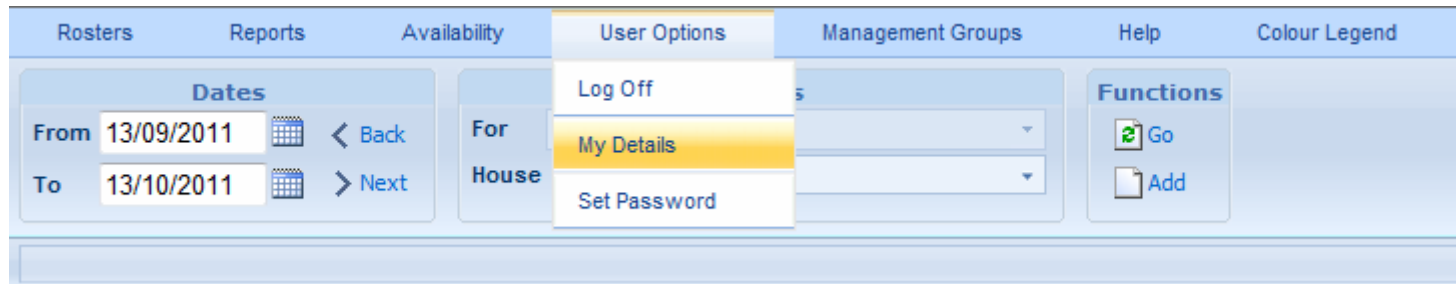 Rosters Reports Availability User Options Management Groups Help Colour Legend
Dates s Functions
Log Off
From 13/09/2011 Back For Go
My Details
To 13/10/2011 Next House Add
Set Password